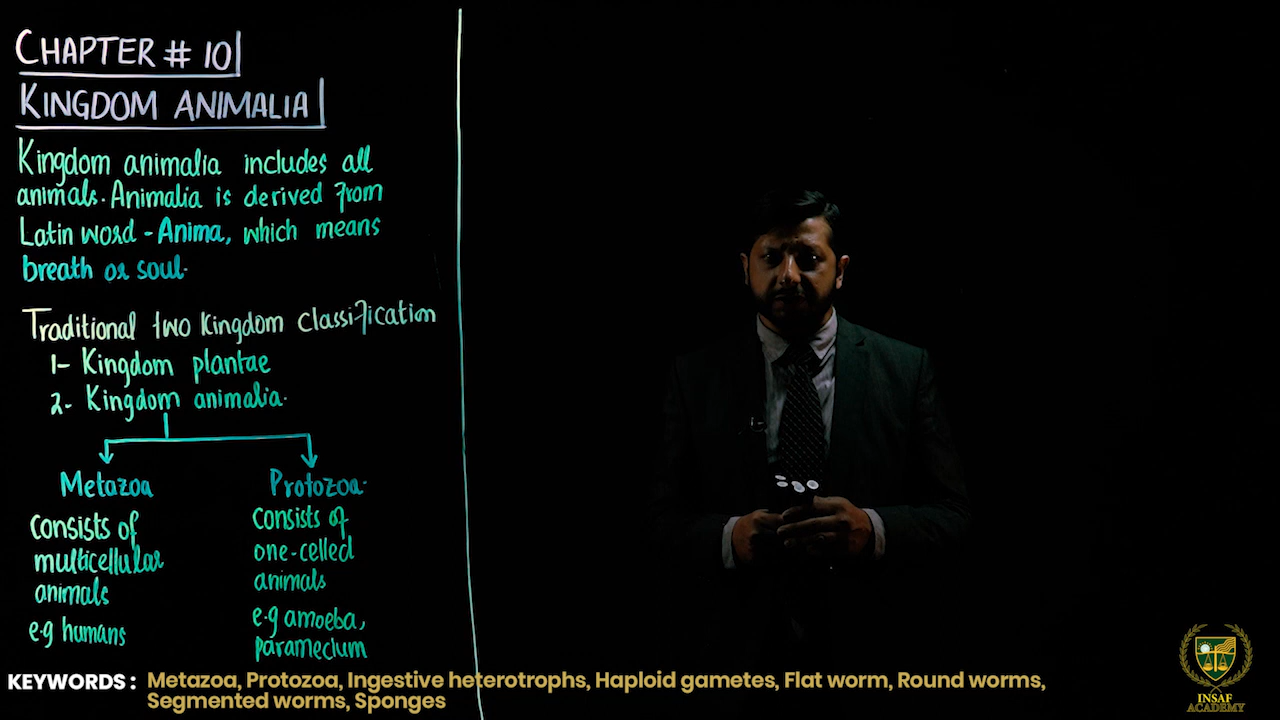 CHAPTER # 10
KINGDOM ANIMALIA
Kingdom animalia includes all
animals. Animalia is derived from
Latin word - Anima, which means
breath or soul.
Traditional two Kingdom classification
1- Kingdom plantae
2- Kingdom animalia.
Metazoa
consists of
multicellular
animals
e.g humans
Protozoa.
consists of
one-celled
animals
e.g amoeba,
paramecium
KEYWORDS : Metazoa, Protozoa, Ingestive heterotrophs, Haploid gametes, Flat worm, Round worms,
Segmented worms, Sponges
INSAF
ACADEMY